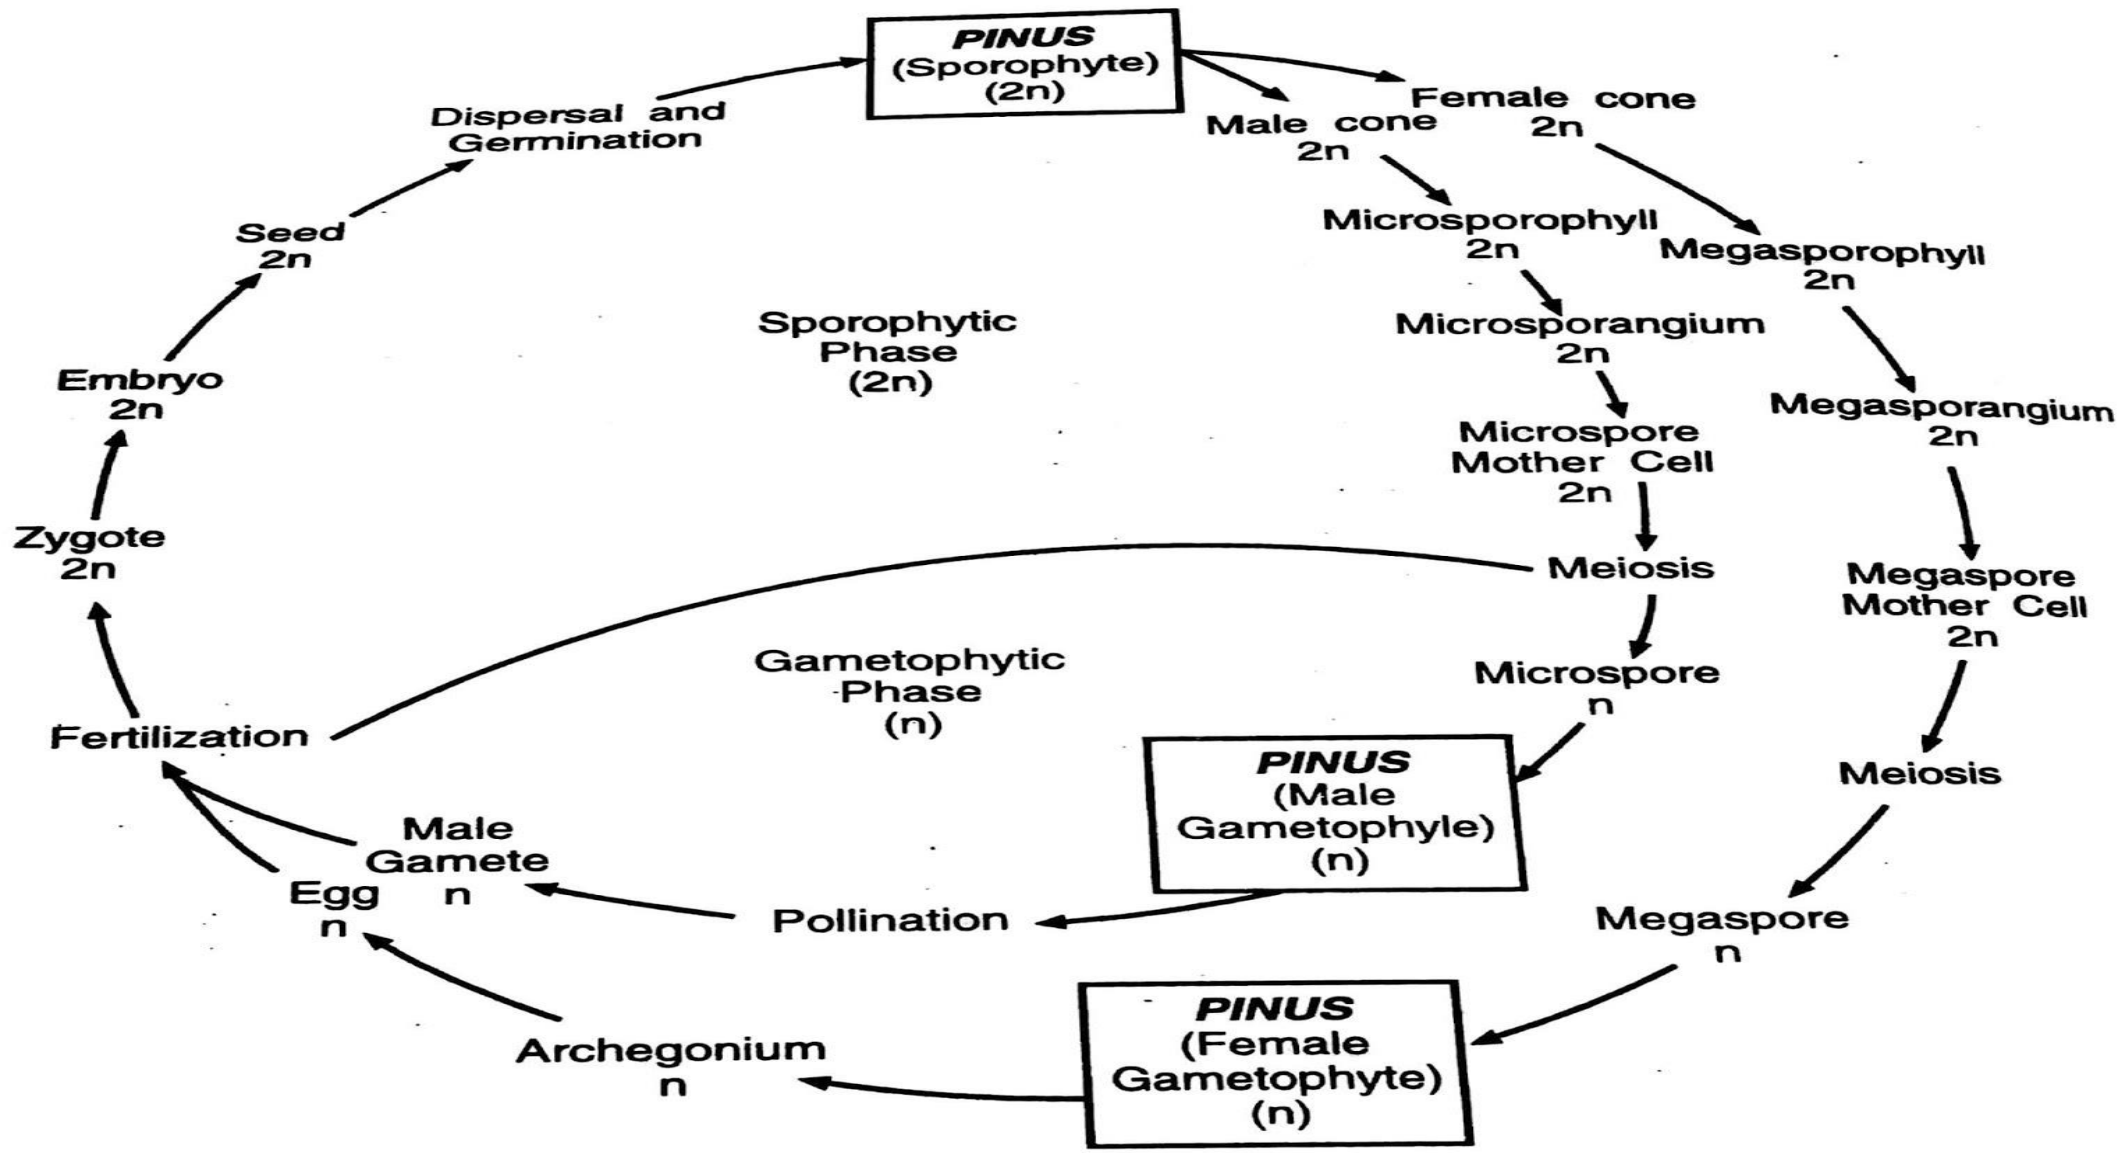 PINUS
(Sporophyte)
(2n)
Female cone
2n
Male cone
2n
Microsporophyll
2n
Megasporophyll
2n
Microsporangium
2n
Megasporangium
2n
Microspore
Mother Cell
2n
Meiosis
Megaspore
Mother Cell
2n
Microspore
n
Meiosis
PINUS
(Male
Gametophyle)
(n)
Megaspore
n
PINUS
(Female
Gametophyte)
(n)
Pollination
Archegonium
n
Male
Gamete
n
Egg
n
Fertilization
Zygote
2n
Embryo
2n
Seed
2n
Dispersal and
Germination
Sporophytic
Phase
(2n)
Gametophytic
Phase
(n)